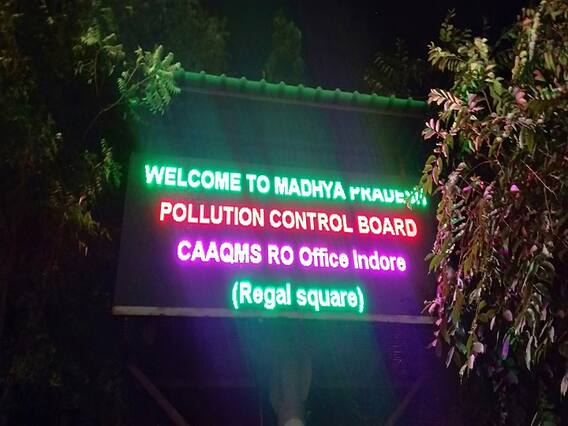 WELCOME TO MADHYA PRADESH
POLLUTION CONTROL BOARD
CAAQMS RO Office Indore
(Regal square)